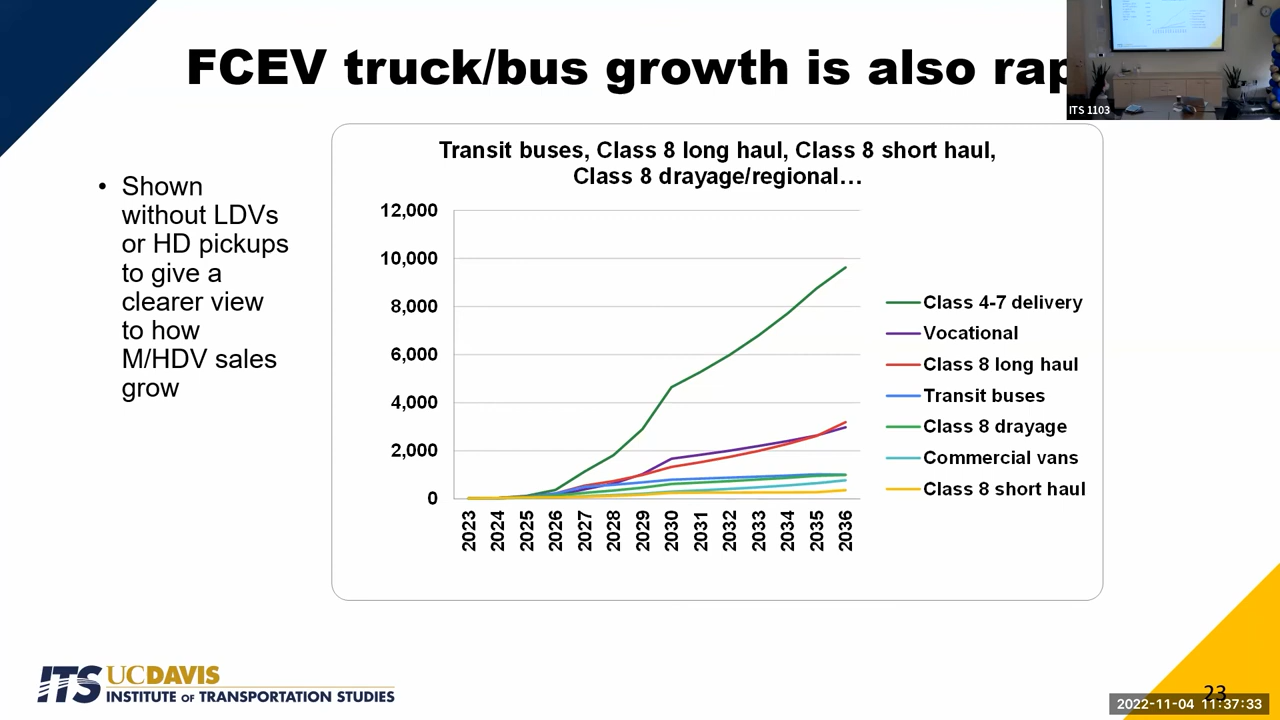 FCEV truck/bus growth is also rap
ITS 1103
• Shown
without LDVs
or HD pickups
to give a
clearer view
to how
M/HDV sales
grow
Transit buses, Class 8 long haul, Class 8 short haul,
Class 8 drayage/regional…
12,000
10,000
8,000
6,000
4,000
2,000
0
2023
2024
2025
2026
2027
2028
2029
2030
2031
2032
2033
2034
2035
2036
Class 4-7 delivery
Vocational
Class 8 long haul
Transit buses
Class 8 drayage
Commercial vans
Class 8 short haul
ITS UCDAVIS
INSTITUTE OF TRANSPORTATION STUDIES
23
2022-11-04 11:37:33